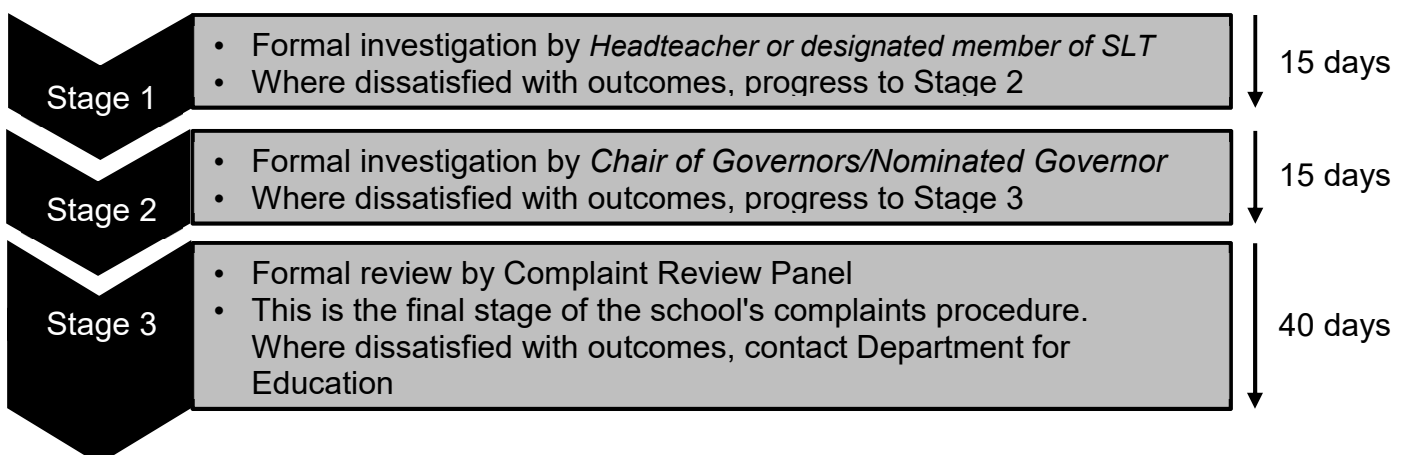 Stage 1
• Formal investigation by Headteacher or designated member of SLT
• Where dissatisfied with outcomes, progress to Stage 2
15 days
Stage 2
• Formal investigation by Chair of Governors/Nominated Governor
• Where dissatisfied with outcomes, progress to Stage 3
15 days
Stage 3
• Formal review by Complaint Review Panel
• This is the final stage of the school's complaints procedure.
Where dissatisfied with outcomes, contact Department for
Education
40 days